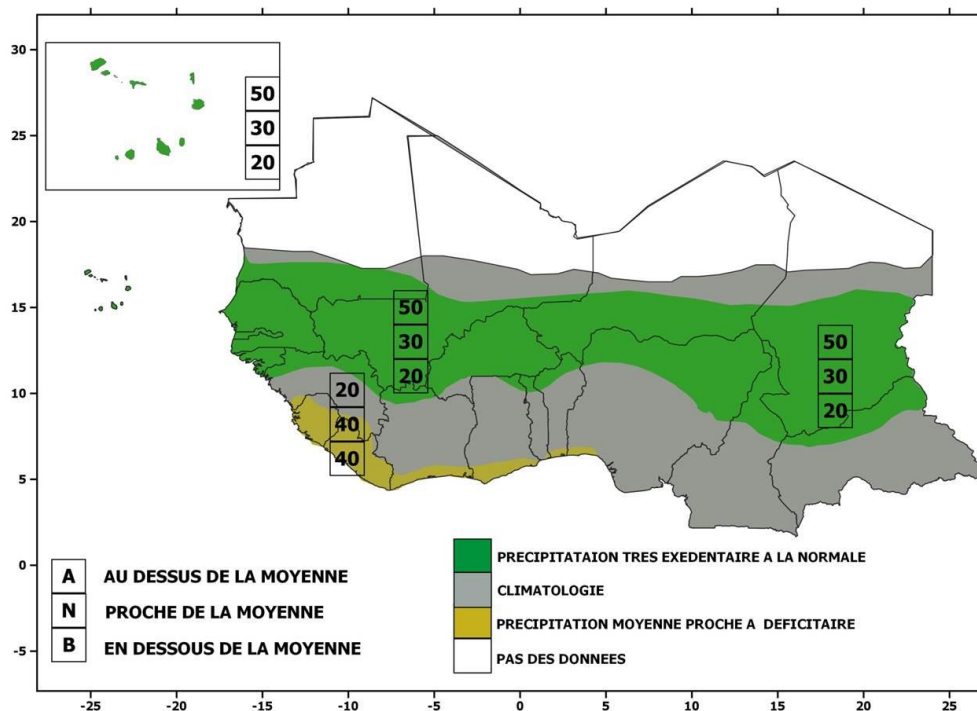 30
25
20
15
10
5
0
-5
50
30
20
50
30
20
50
30
20
20
40
40
A AU DESSUS DE LA MOYENNE
N PROCHE DE LA MOYENNE
B EN DESSOUS DE LA MOYENNE
PRECIPITATAION TRES EXEDENTAIRE A LA NORMALE
CLIMATOLOGIE
PRECIPITATION MOYENNE PROCHE A DEFICITAIRE
PAS DES DONNEES
-25 -20 -15 -10 -5 0 5 10 15 20 25